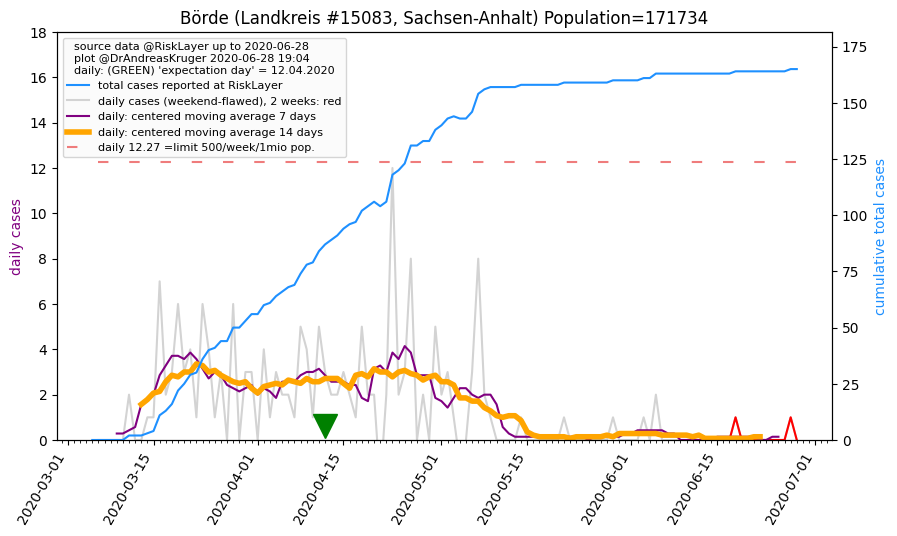 Börde (Landkreis #15083, Sachsen-Anhalt) Population=171734
source data @RiskLayer up to 2020-06-28
plot @DrAndreasKruger 2020-06-28 19:04
daily: (GREEN) 'expectation day' = 12.04.2020
total cases reported at RiskLayer
daily cases (weekend-flawed), 2 weeks: red
daily: centered moving average 7 days
daily: centered moving average 14 days
daily 12.27 =limit 500/week/1mio pop.
daily cases
18
16
14
12
10
8
6
4
2
0
cumulative total cases
175
150
125
100
75
50
25
0
2020-03-01
2020-03-15
2020-04-01
2020-04-15
2020-05-01
2020-05-15
2020-06-01
2020-06-15
2020-07-01